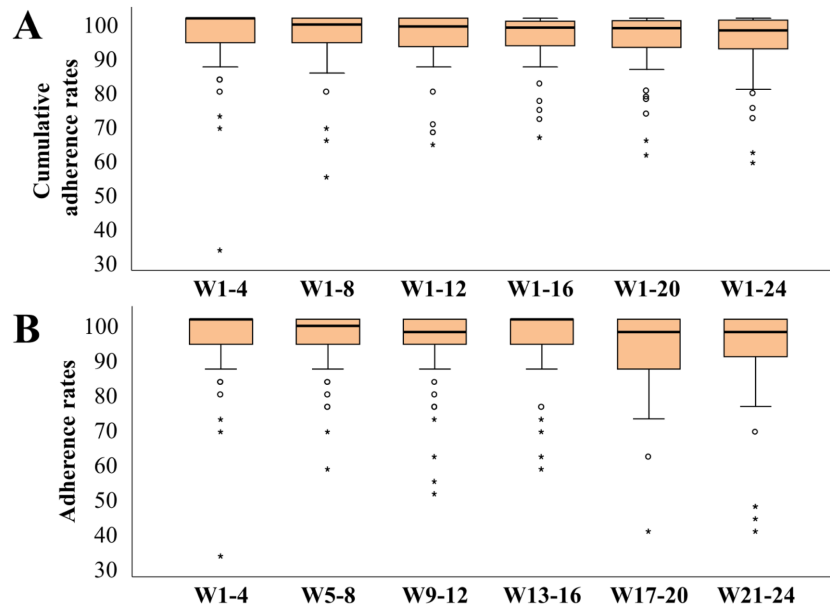 A
Cumulative
adherence rates
100
90
80
70
60
50
40
30
W1-4 W1-8 W1-12 W1-16 W1-20 W1-24
B
Adherence rates
100
90
80
70
60
50
40
30
W1-4 W5-8 W9-12 W13-16 W17-20 W21-24